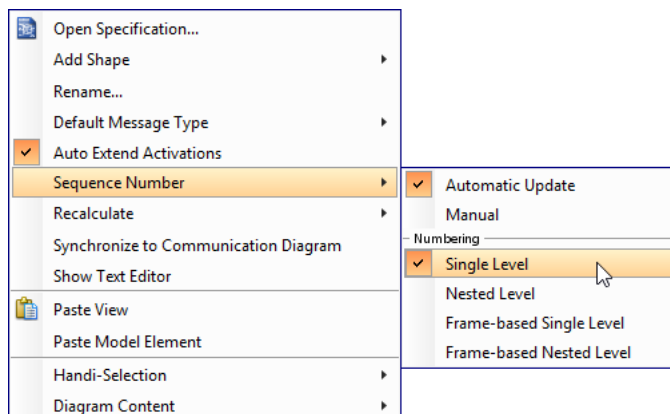 Open Specification...
Add Shape
Rename...
Default Message Type
Auto Extend Activations
Sequence Number
Recalculate
Synchronize to Communication Diagram
Show Text Editor
Paste View
Paste Model Element
Handi-Selection
Diagram Content
Automatic Update
Manual
Numbering
Single Level
Nested Level
Frame-based Single Level
Frame-based Nested Level